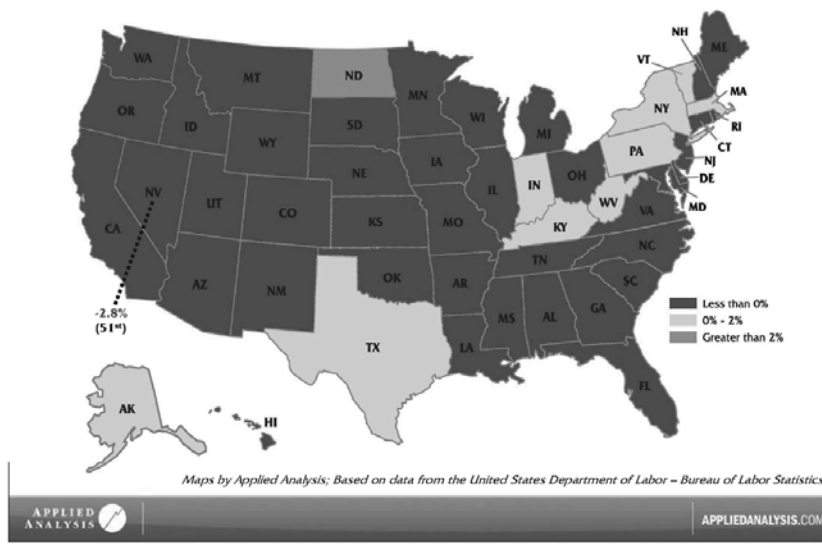 NH
ME
WA
VT
MT
ND
MN
MA
OR
NY
WI
ID
SD
RI
MI
WY
CT
PA
IA
NJ
NE
OH
DE
IN
IL
NV
WV
MD
UT
CO
VA
CA
KS
MO
KY
NC
TN
OK
AZ
AR
SC
NM
-2.8%
(51st)
Less than 0%
0% - 2%
Greater than 2%
GA
MS
AL
TX
LA
FL
AK
HI
Maps by Applied Analysis; Based on data from the United States Department of Labor – Bureau of Labor Statistics
APPLIED
ANALYSIS
APPLIEDANALYSIS.COM